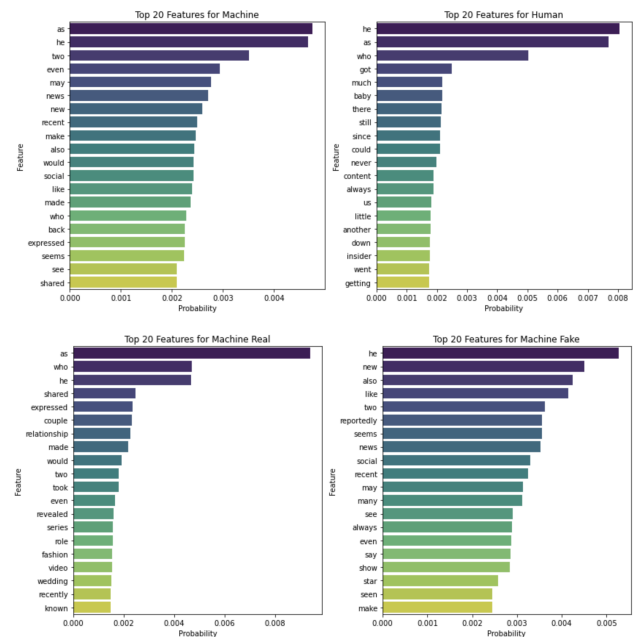 Top 20 Features for Machine
Feature
as
he
two
even
may
news
new
recent
make
also
would
social
like
made
who
back
expressed
seems
see
shared
0.000 0.001 0.002 0.003 0.004
Probability
Top 20 Features for Human
Feature
he
as
who
got
much
baby
there
still
since
could
never
content
always
us
little
another
down
insider
went
getting
0.000 0.001 0.002 0.003 0.004 0.005 0.006 0.007 0.008
Probability
Top 20 Features for Machine Real
Feature
as
who
he
shared
expressed
couple
relationship
made
would
two
took
even
revealed
series
role
fashion
video
wedding
recently
known
0.000 0.002 0.004 0.006 0.008
Probability
Top 20 Features for Machine Fake
Feature
he
new
also
like
two
reportedly
seems
news
social
recent
may
many
see
always
even
say
show
star
seen
make
0.000 0.001 0.002 0.003 0.004 0.005
Probability